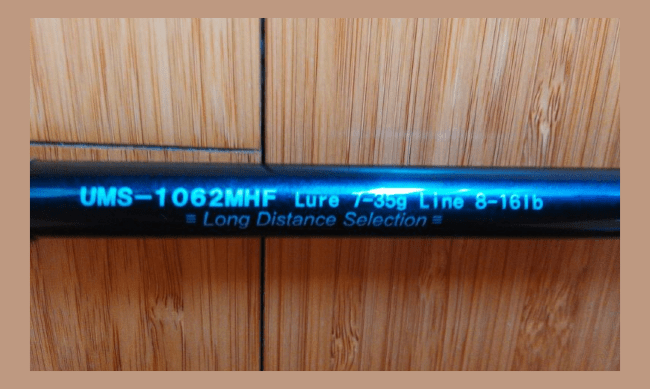 UMS-1062MHF Lure 7-35g Line 8-16lb
≡ Long Distance Selection ≡